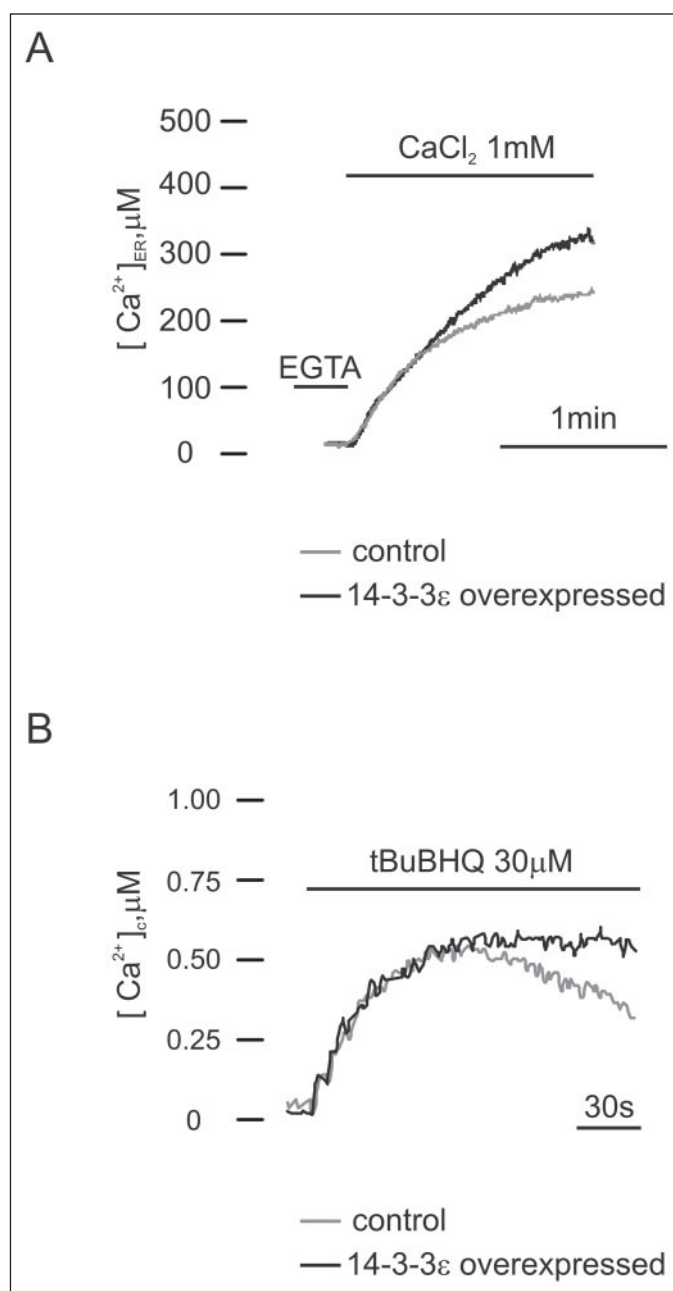 A
500
CaCl₂ 1mM
400
[Ca²⁺]ER,μM
300
200
EGTA
100
1min
0
control
14-3-3ε overexpressed
B
1.00
tBuBHQ 30μM
0.75
[Ca²⁺]c,μM
0.50
0.25
30s
0
control
14-3-3ε overexpressed